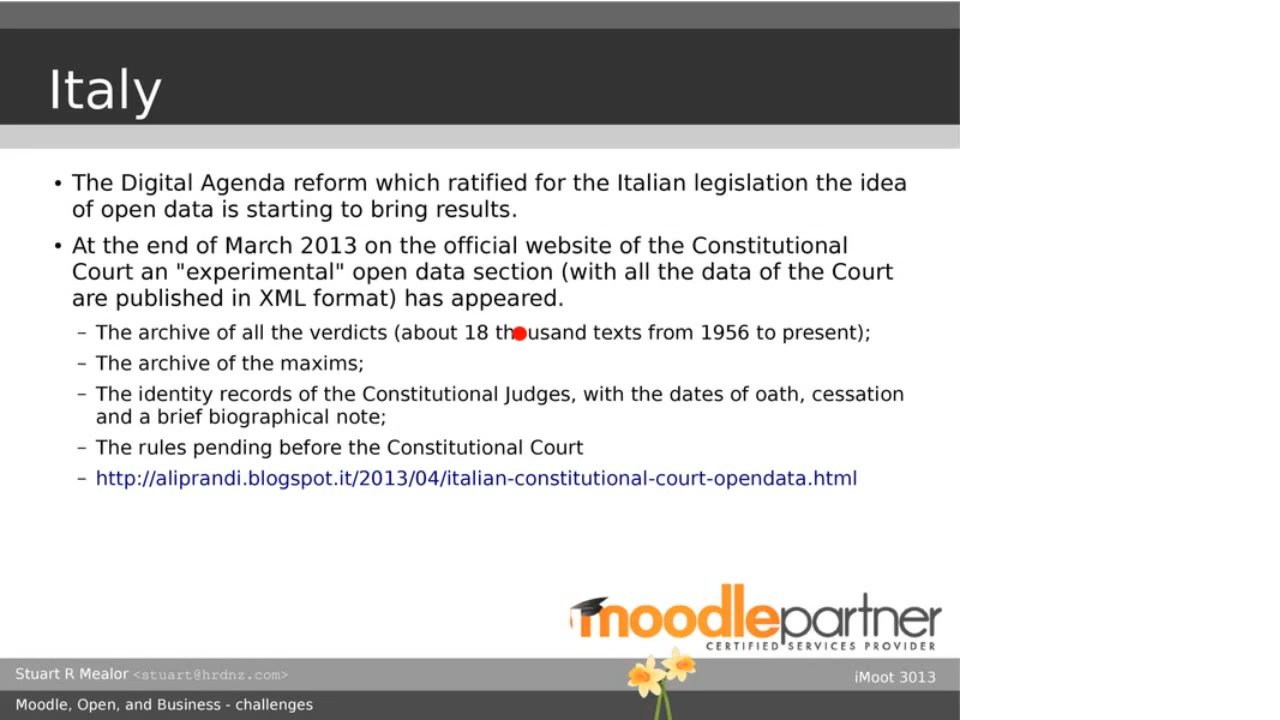 Italy
• The Digital Agenda reform which ratified for the Italian legislation the idea
of open data is starting to bring results.
• At the end of March 2013 on the official website of the Constitutional
Court an "experimental" open data section (with all the data of the Court
are published in XML format) has appeared.
– The archive of all the verdicts (about 18 thousand texts from 1956 to present);
– The archive of the maxims;
– The identity records of the Constitutional Judges, with the dates of oath, cessation
and a brief biographical note;
– The rules pending before the Constitutional Court
– http://aliprandi.blogspot.it/2013/04/italian-constitutional-court-opendata.html
moodlepartner
CERTIFIED SERVICES PROVIDER
Stuart R Mealor <stuart@hrdnz.com>
iMoot 3013
Moodle, Open, and Business - challenges